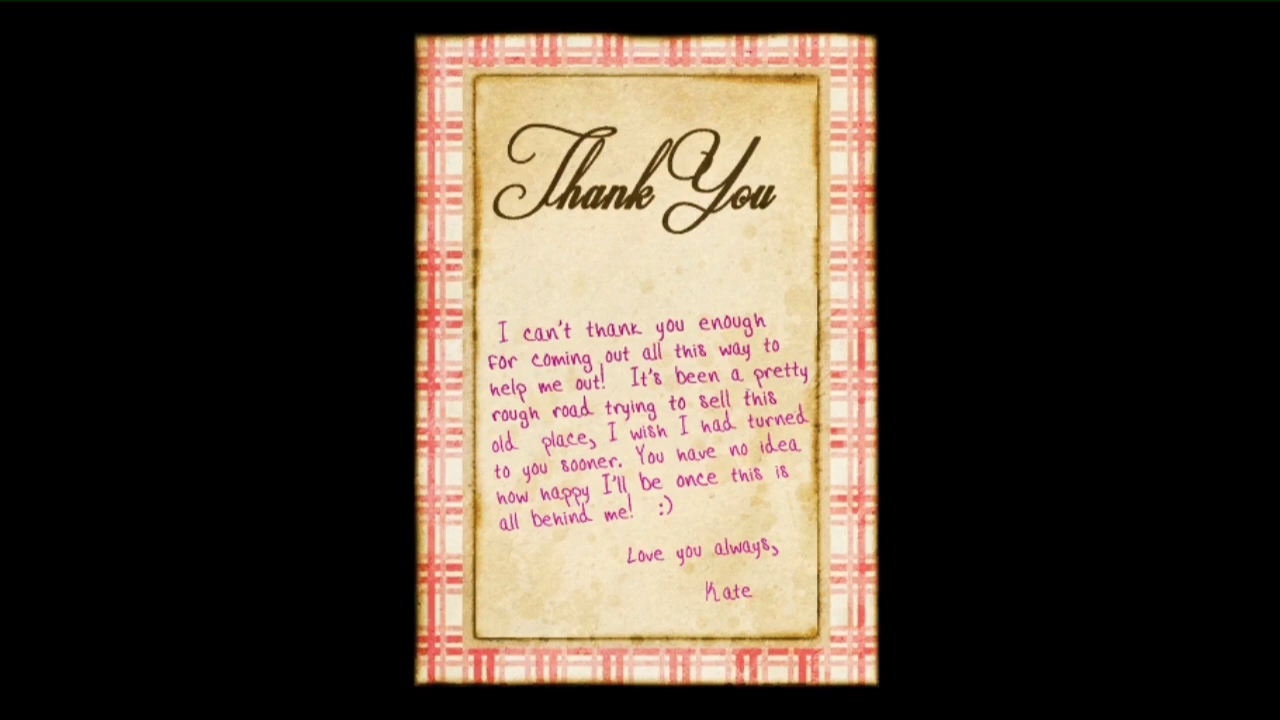 Thank You
I can't thank you enough
for coming out all this way to
help me out! It's been a pretty
rough road trying to sell this
old place, I wish I had turned
to you sooner. You have no idea
how happy I'll be once this is
all behind me! :)
Love you always,
Kate